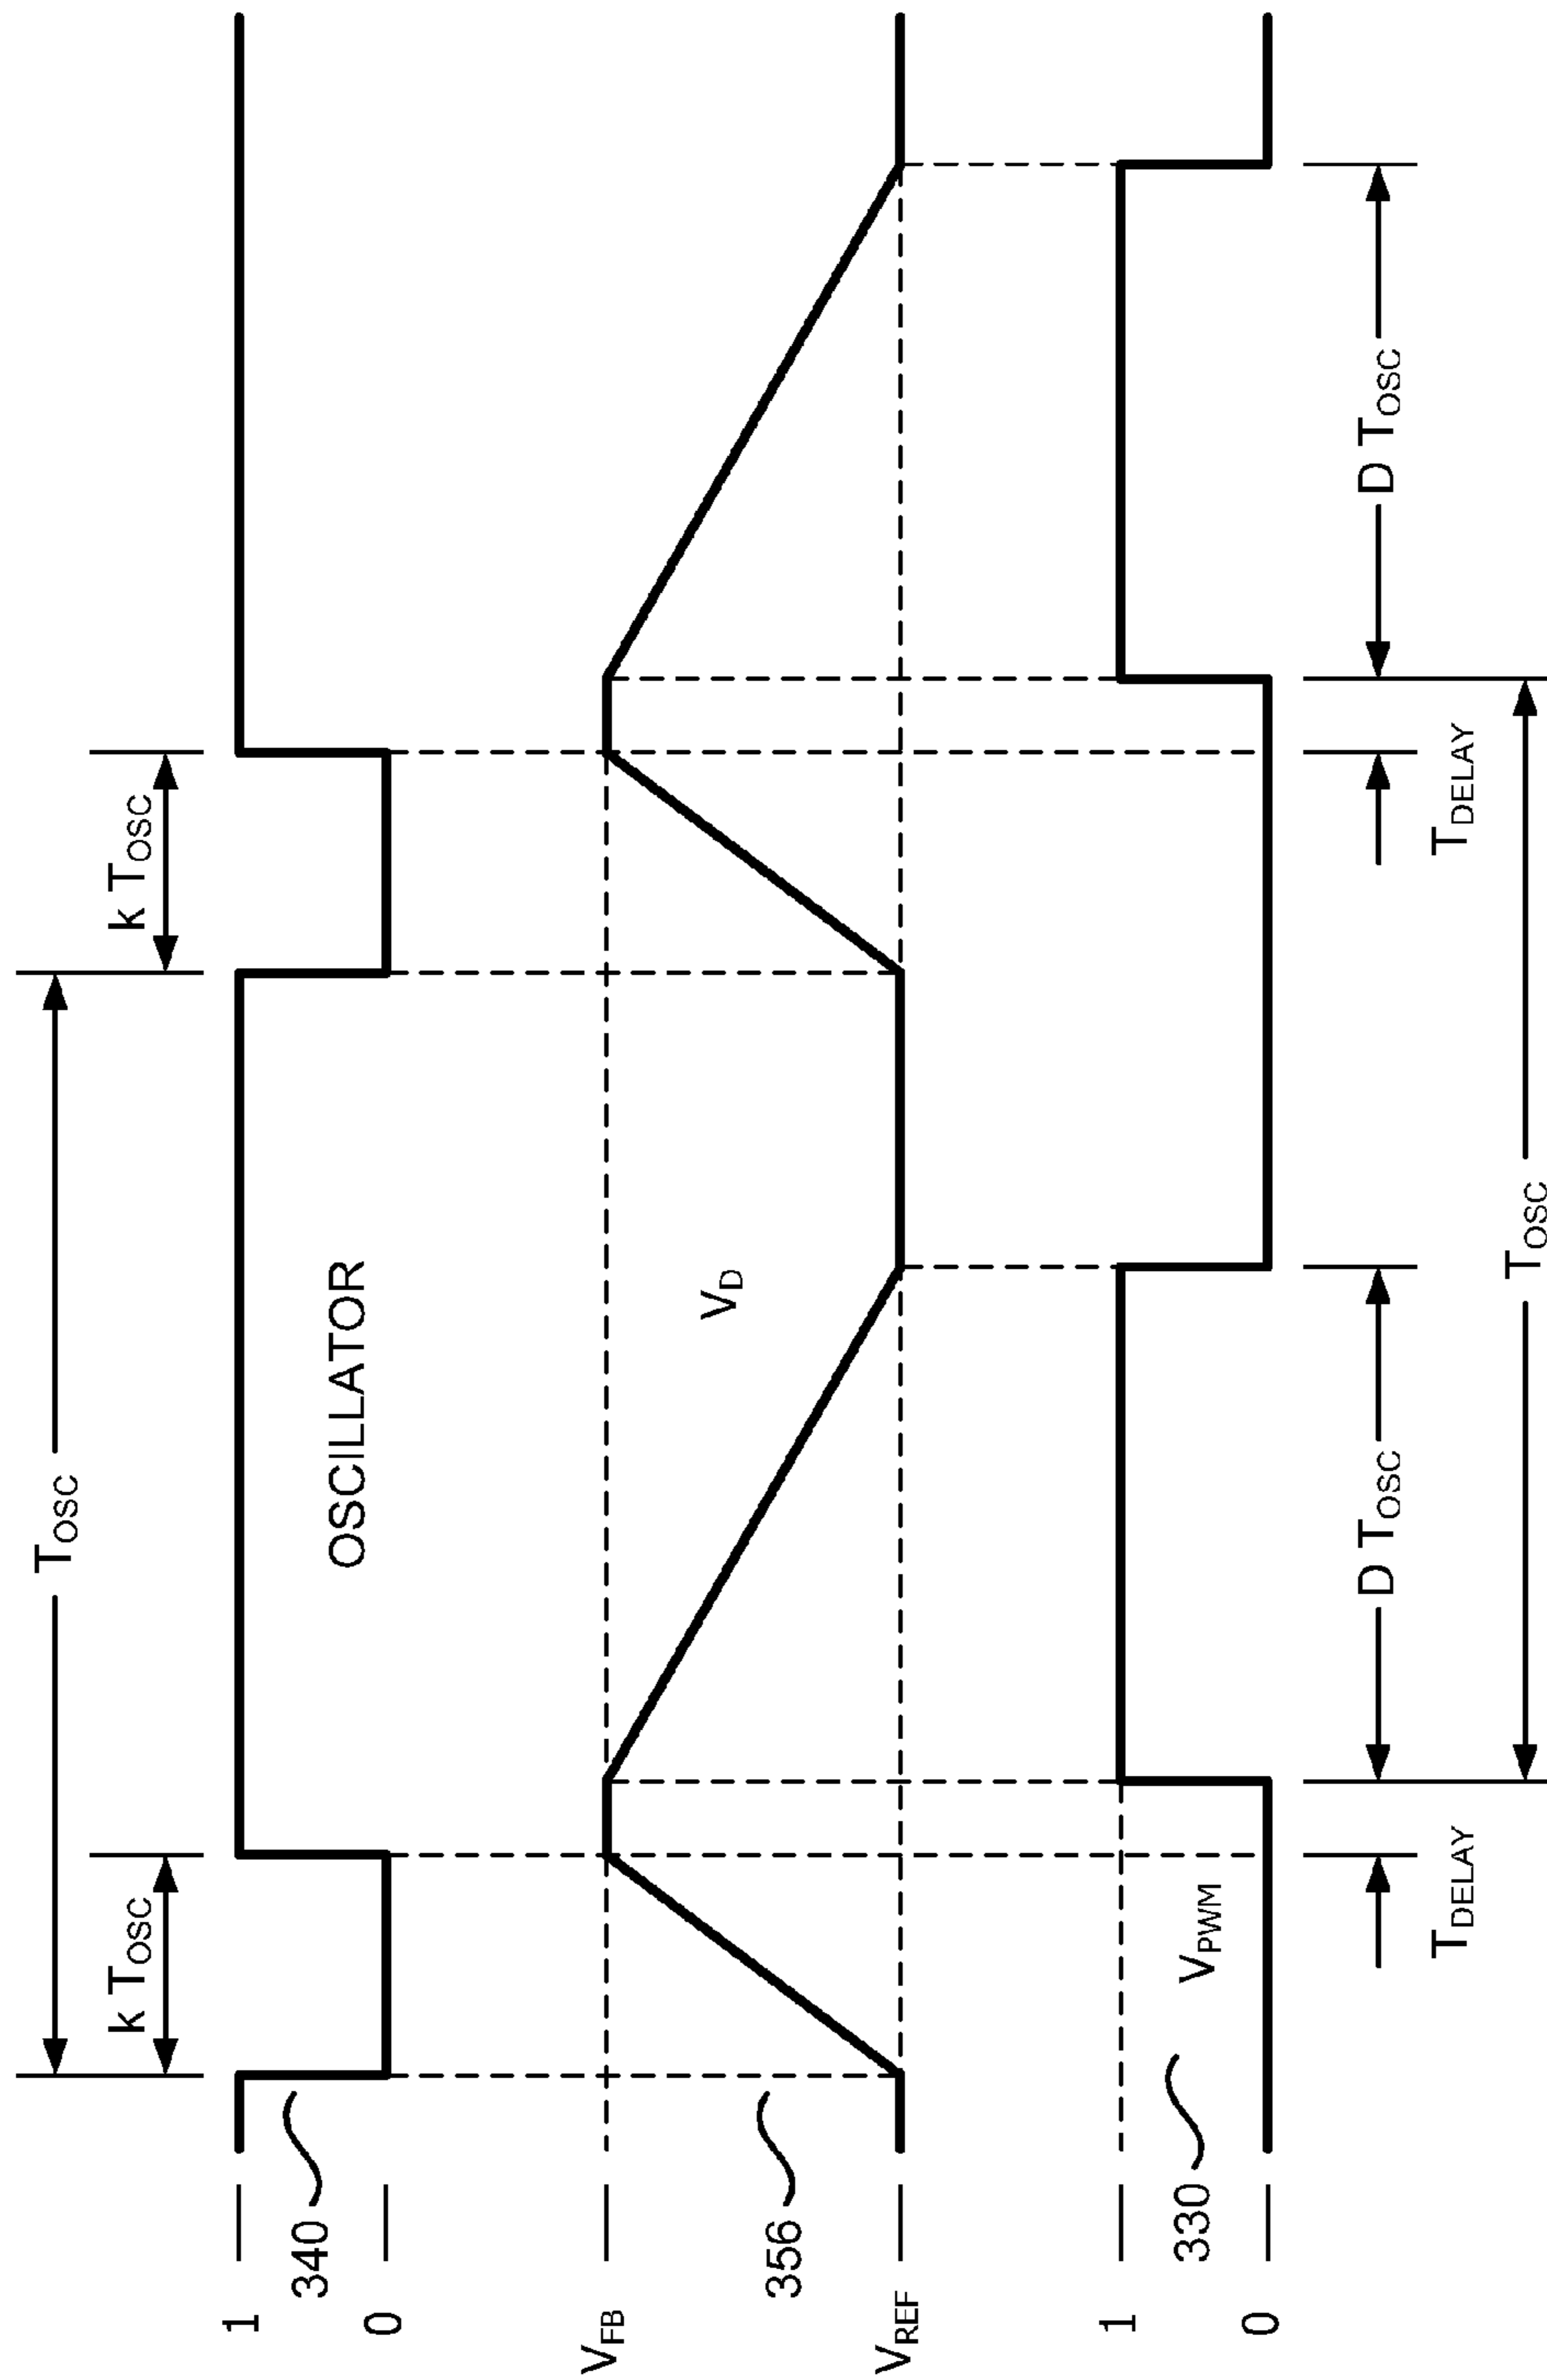 T_OSC
k T_OSC
k T_OSC
1
340
0
OSCILLATOR
V_FB
356
V_D
V_REF
1
330
V_PWM
0
D T_OSC
D T_OSC
T_DELAY
T_DELAY
T_OSC